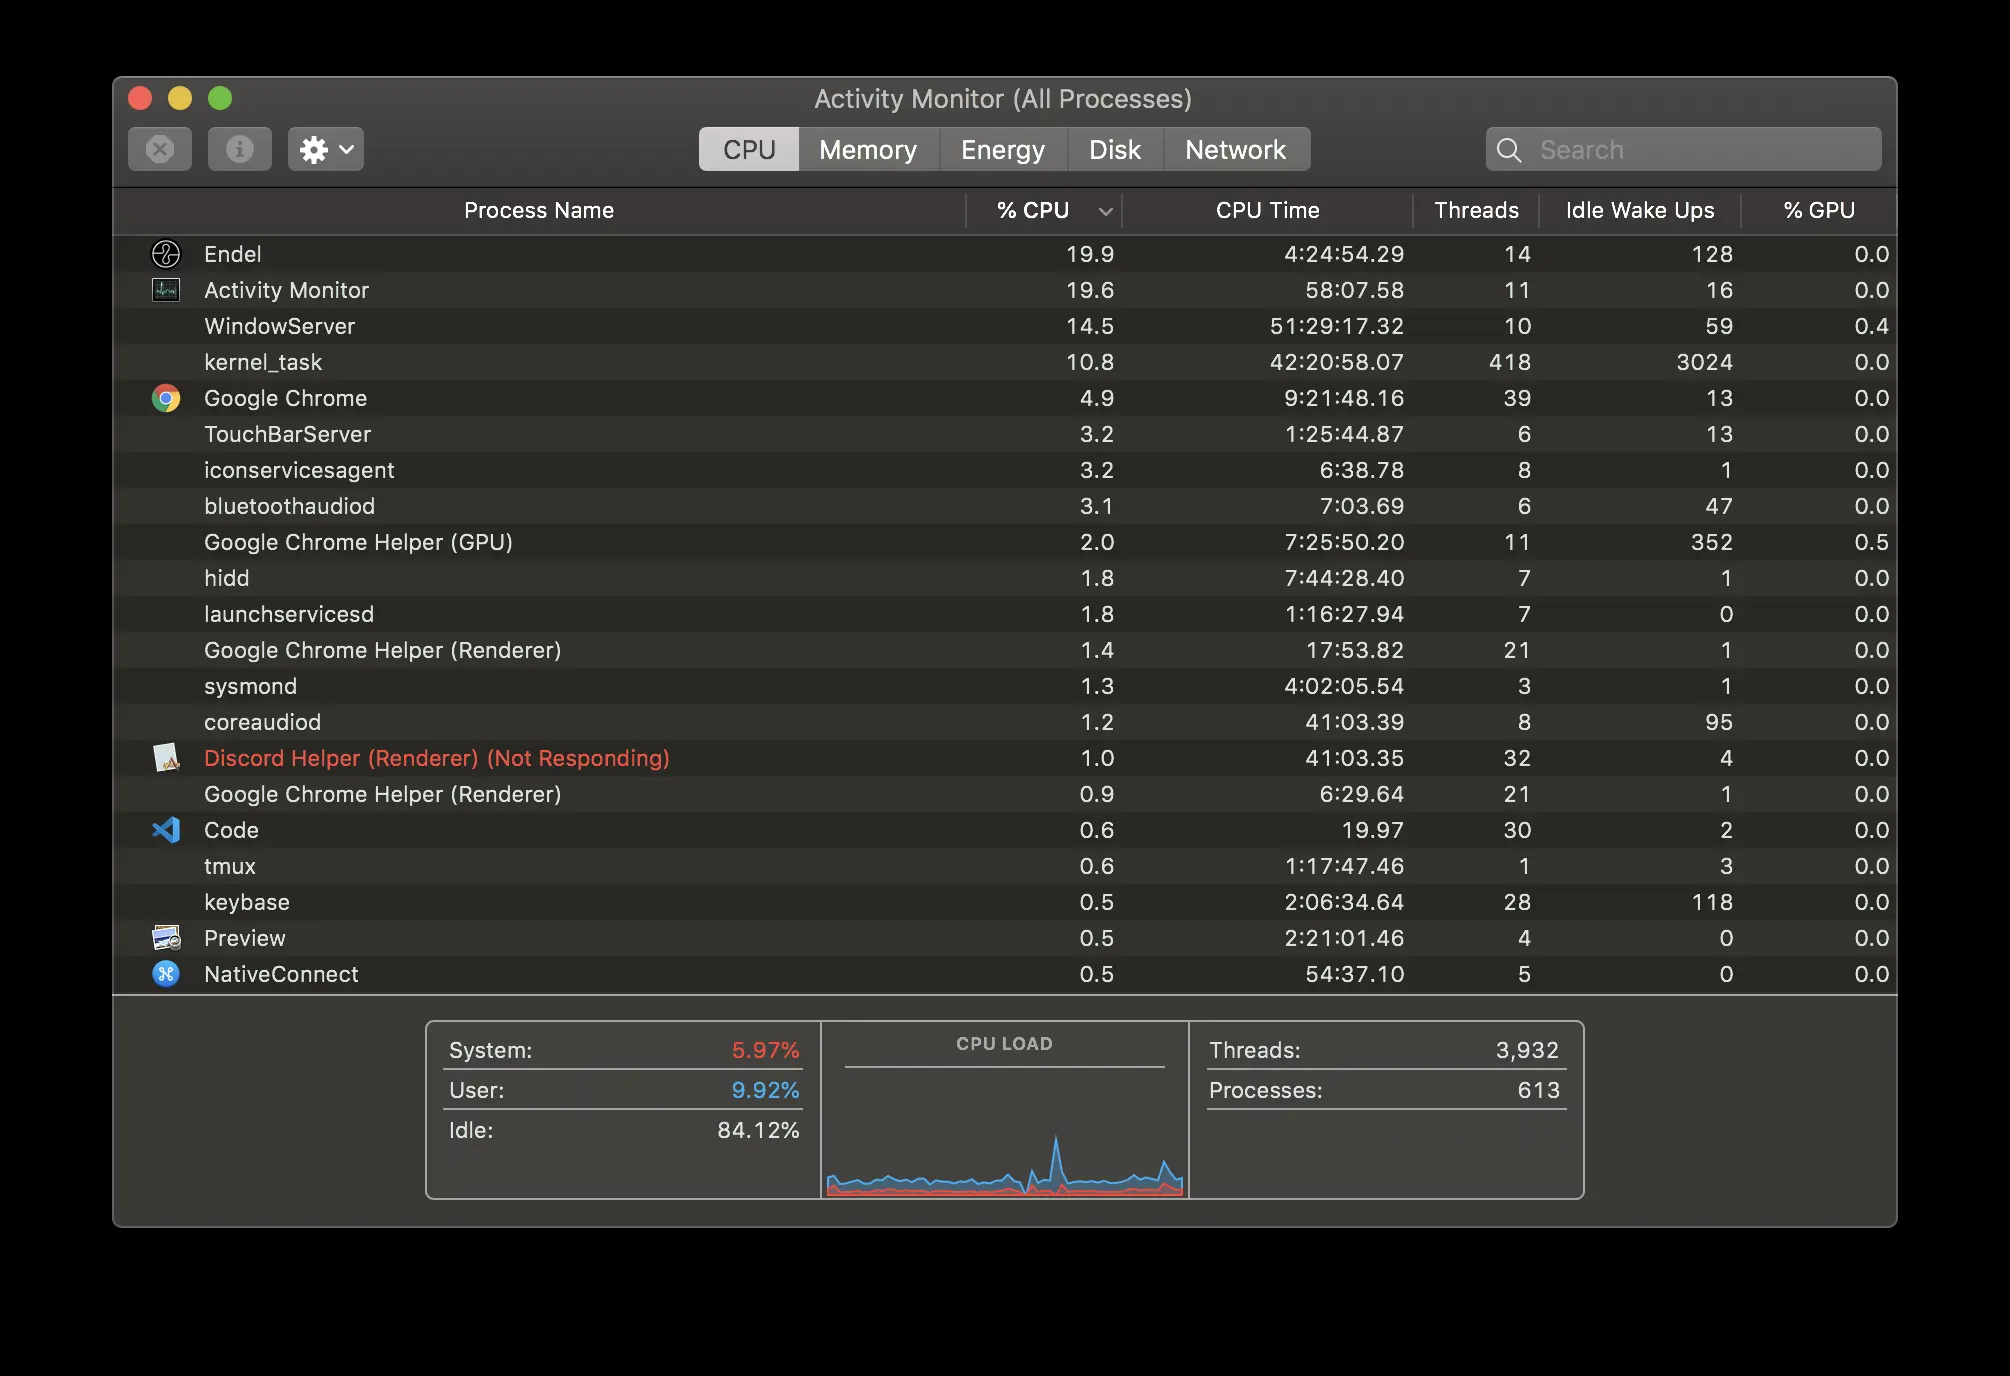 Activity Monitor (All Processes)
CPU Memory Energy Disk Network Search
Process Name % CPU CPU Time Threads Idle Wake Ups % GPU
Endel 19.9 4:24:54.29 14 128 0.0
Activity Monitor 19.6 58:07.58 11 16 0.0
WindowServer 14.5 51:29:17.32 10 59 0.4
kernel_task 10.8 42:20:58.07 418 3024 0.0
Google Chrome 4.9 9:21:48.16 39 13 0.0
TouchBarServer 3.2 1:25:44.87 6 13 0.0
iconservicesagent 3.2 6:38.78 8 1 0.0
bluetoothaudiod 3.1 7:03.69 6 47 0.0
Google Chrome Helper (GPU) 2.0 7:25:50.20 11 352 0.5
hidd 1.8 7:44:28.40 7 1 0.0
launchservicesd 1.8 1:16:27.94 7 0 0.0
Google Chrome Helper (Renderer) 1.4 17:53.82 21 1 0.0
sysmond 1.3 4:02:05.54 3 1 0.0
coreaudiod 1.2 41:03.39 8 95 0.0
Discord Helper (Renderer) (Not Responding) 1.0 41:03.35 32 4 0.0
Google Chrome Helper (Renderer) 0.9 6:29.64 21 1 0.0
Code 0.6 19.97 30 2 0.0
tmux 0.6 1:17:47.46 1 3 0.0
keybase 0.5 2:06:34.64 28 118 0.0
Preview 0.5 2:21:01.46 4 0 0.0
NativeConnect 0.5 54:37.10 5 0 0.0
System: 5.97%
User: 9.92%
Idle: 84.12%
CPU LOAD
Threads: 3,932
Processes: 613